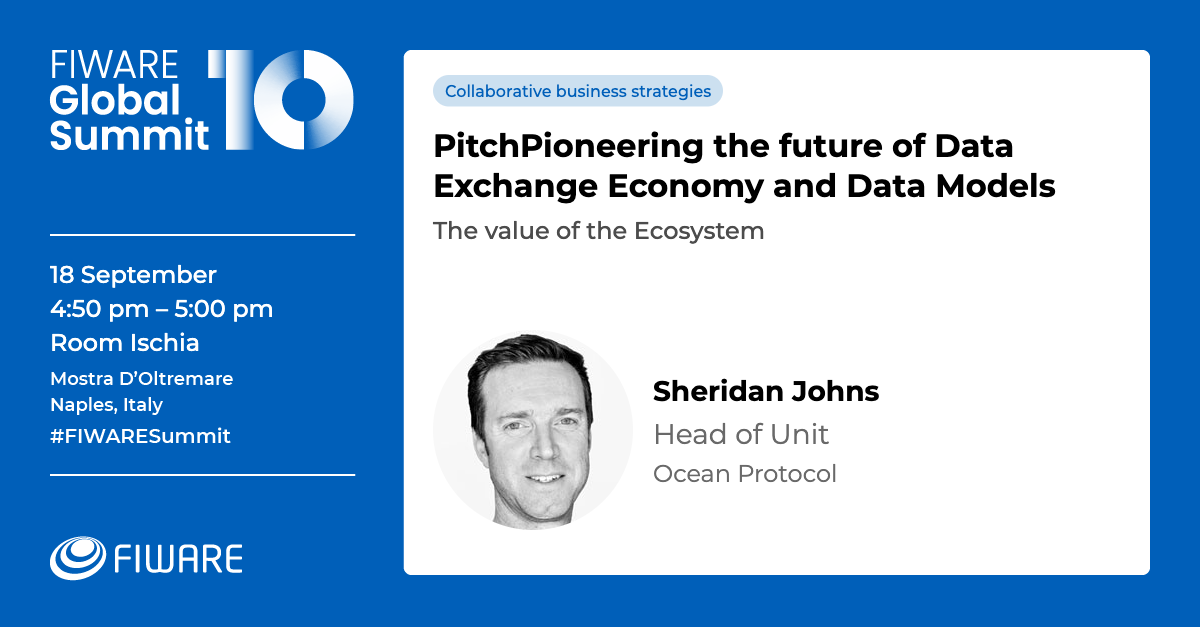 FIWARE
Global
Summit
10
18 September
4:50 pm – 5:00 pm
Room Ischia
Mostra D’Oltremare
Naples, Italy
#FIWARESummit
FIWARE
Collaborative business strategies
PitchPioneering the future of Data
Exchange Economy and Data Models
The value of the Ecosystem
Sheridan Johns
Head of Unit
Ocean Protocol